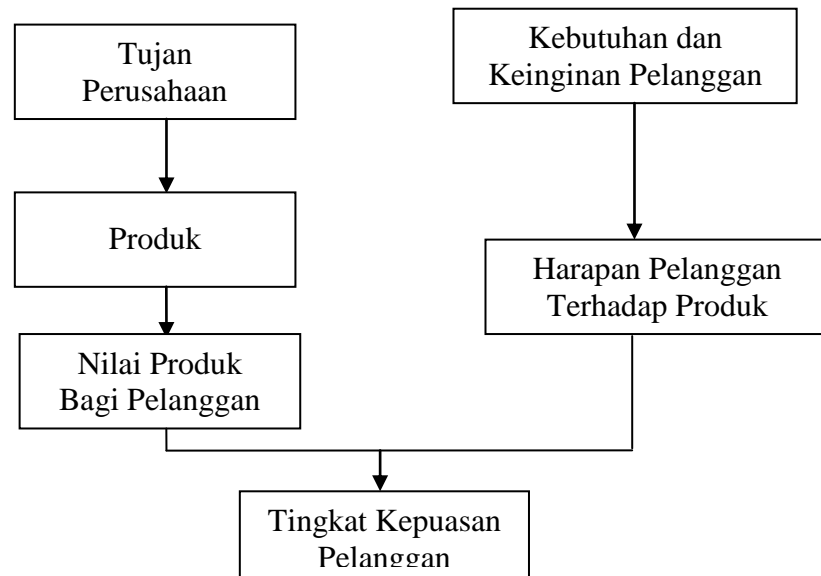 Tujan
Perusahaan
Kebutuhan dan
Keinginan Pelanggan
Produk
Harapan Pelanggan
Terhadap Produk
Nilai Produk
Bagi Pelanggan
Tingkat Kepuasan
Pelanggan